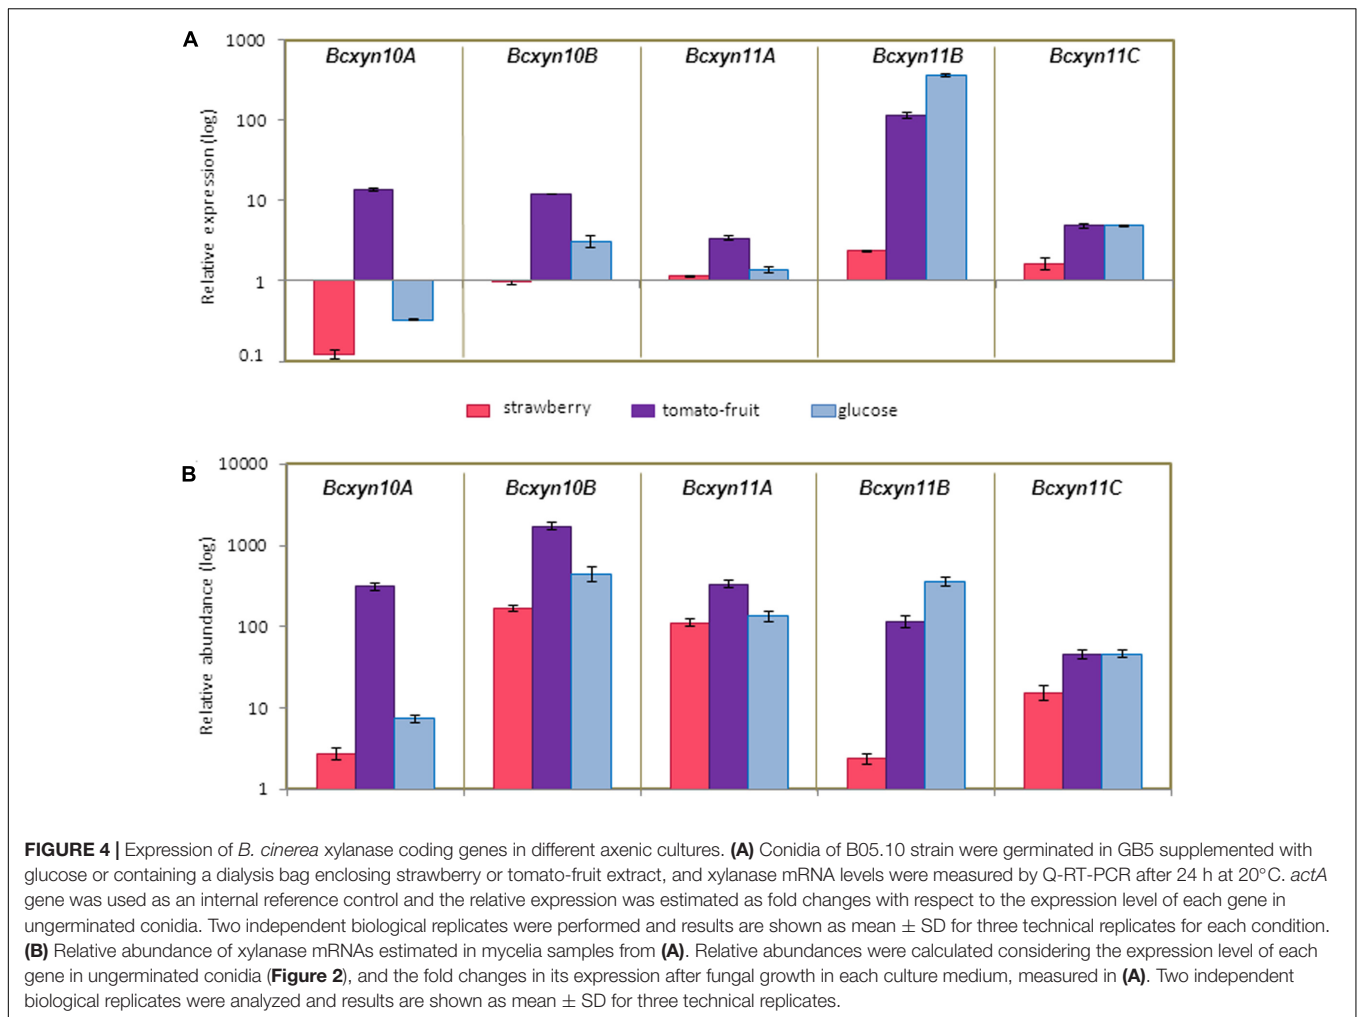 A
1000
100
10
1
0.1
Relative expression (log)
Bcxyn10A
Bcxyn10B
Bcxyn11A
Bcxyn11B
Bcxyn11C
strawberry
tomato-fruit
glucose
B
10000
1000
100
10
1
Relative abundance (log)
Bcxyn10A
Bcxyn10B
Bcxyn11A
Bcxyn11B
Bcxyn11C
FIGURE 4 | Expression of B. cinerea xylanase coding genes in different axenic cultures. (A) Conidia of B05.10 strain were germinated in GB5 supplemented with
glucose or containing a dialysis bag enclosing strawberry or tomato-fruit extract, and xylanase mRNA levels were measured by Q-RT-PCR after 24 h at 20°C. actA
gene was used as an internal reference control and the relative expression was estimated as fold changes with respect to the expression level of each gene in
ungerminated conidia. Two independent biological replicates were performed and results are shown as mean ± SD for three technical replicates for each condition.
(B) Relative abundance of xylanase mRNAs estimated in mycelia samples from (A). Relative abundances were calculated considering the expression level of each
gene in ungerminated conidia (Figure 2), and the fold changes in its expression after fungal growth in each culture medium, measured in (A). Two independent
biological replicates were analyzed and results are shown as mean ± SD for three technical replicates.